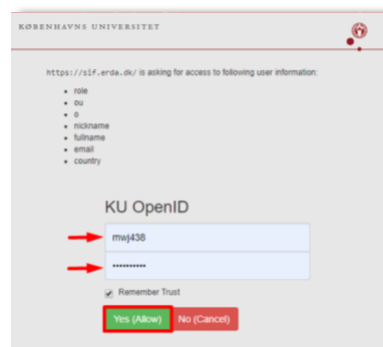 KØBENHAVNS UNIVERSITET
https://sif.erda.dk/ is asking for access to following user information:
role
ou
o
nickname
fullname
email
country
KU OpenID
mwj438
••••••••••
Remember Trust
Yes (Allow) No (Cancel)